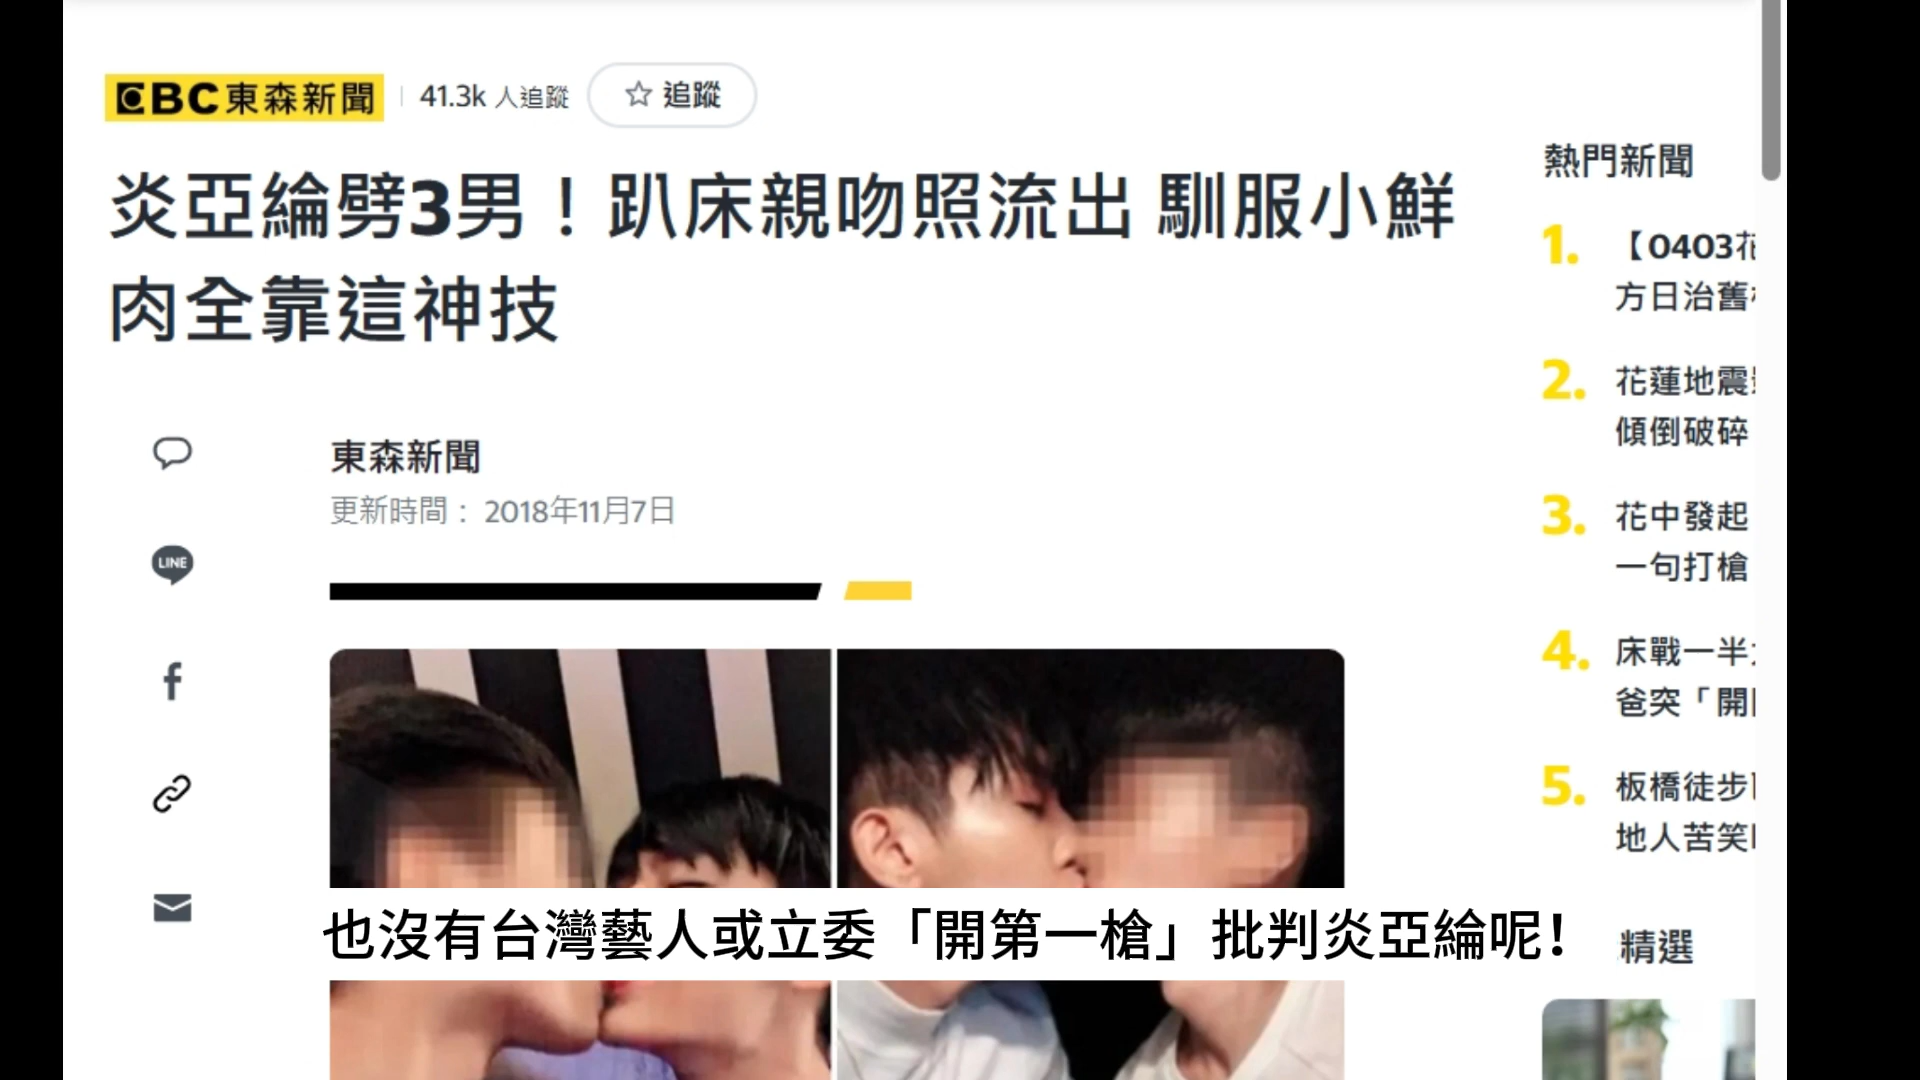 EBC東森新聞
41.3k 人追蹤
追蹤
炎亞綸劈3男！趴床親吻照流出 馴服小鮮
肉全靠這神技
東森新聞
更新時間： 2018年11月7日
LINE
也沒有台灣藝人或立委「開第一槍」批判炎亞綸呢！
熱門新聞
1. 【0403花
方日治舊
2. 花蓮地震
傾倒破碎
3. 花中發起
一句打槍
4. 床戰一半
爸突「開
5. 板橋徒步
地人苦笑
精選